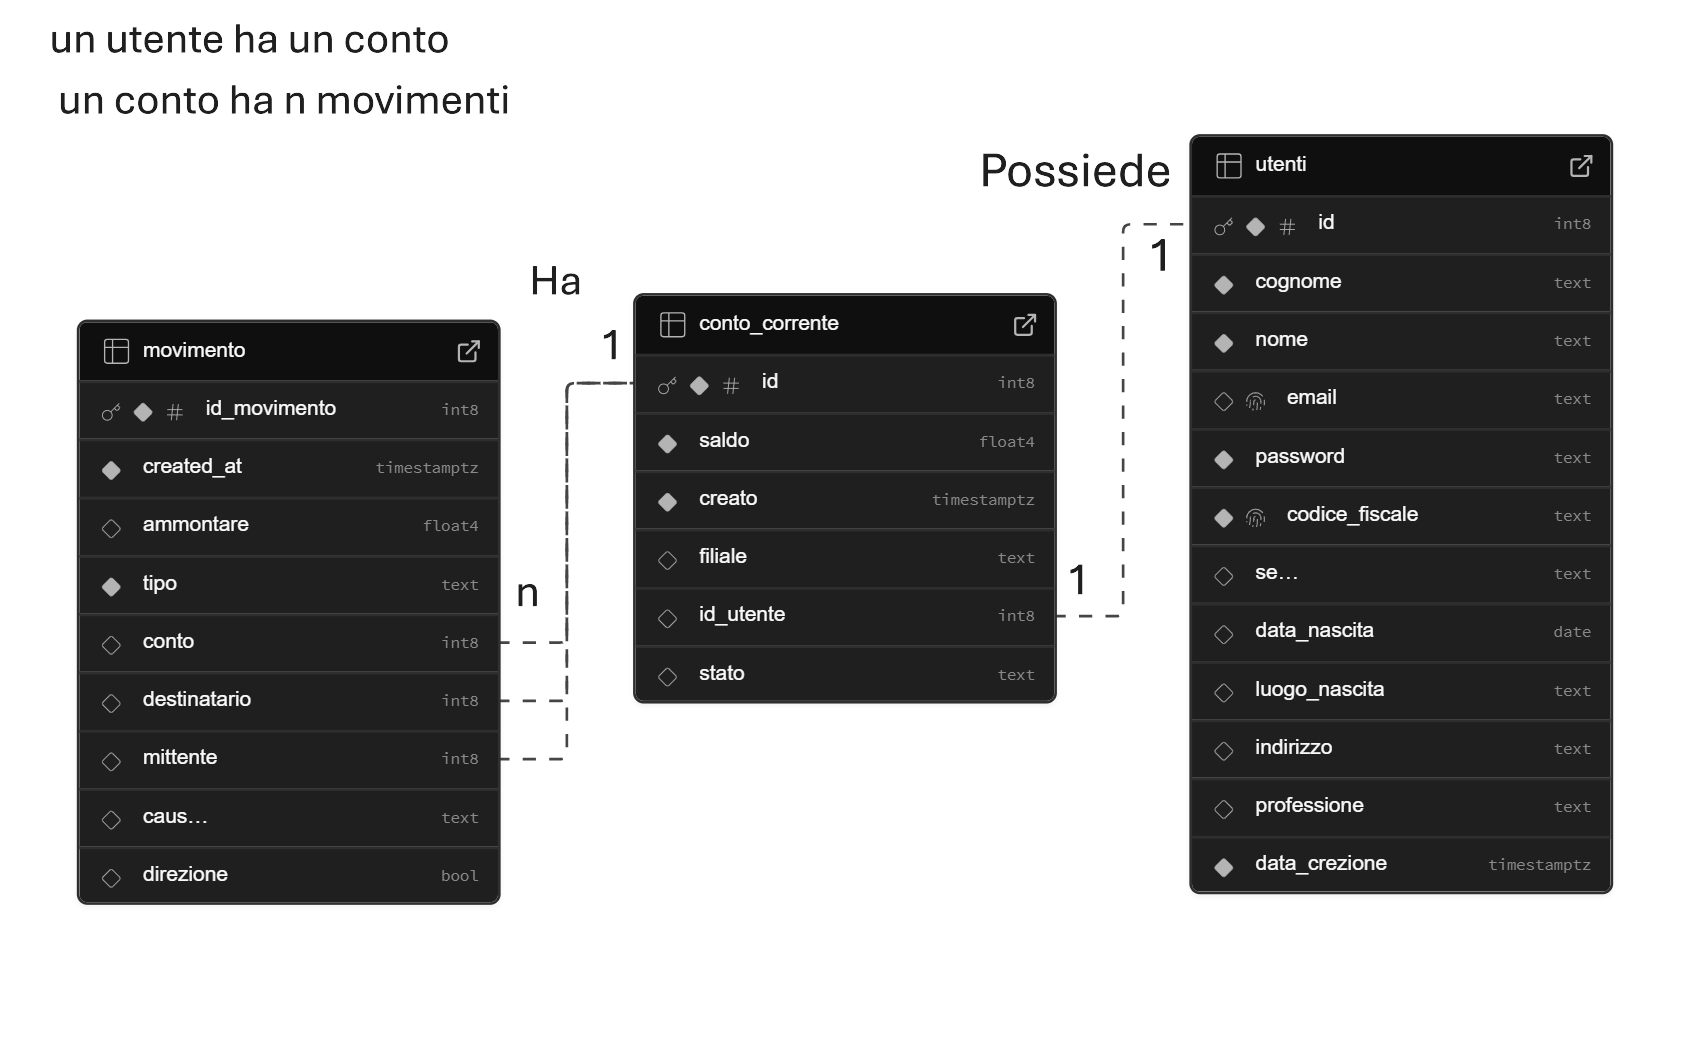 un utente ha un conto
un conto ha n movimenti
Possiede
utenti
id int8
1
cognome text
nome text
email text
password text
codice_fiscale text
se... text
data_nascita date
luogo_nascita text
indirizzo text
professione text
data_crezione timestamptz
Ha
1
conto_corrente
id int8
saldo float4
creato timestamptz
filiale text
id_utente int8
1
stato text
movimento
id_movimento int8
created_at timestamptz
ammontare float4
tipo text
n
conto int8
destinatario int8
mittente int8
caus... text
direzione bool